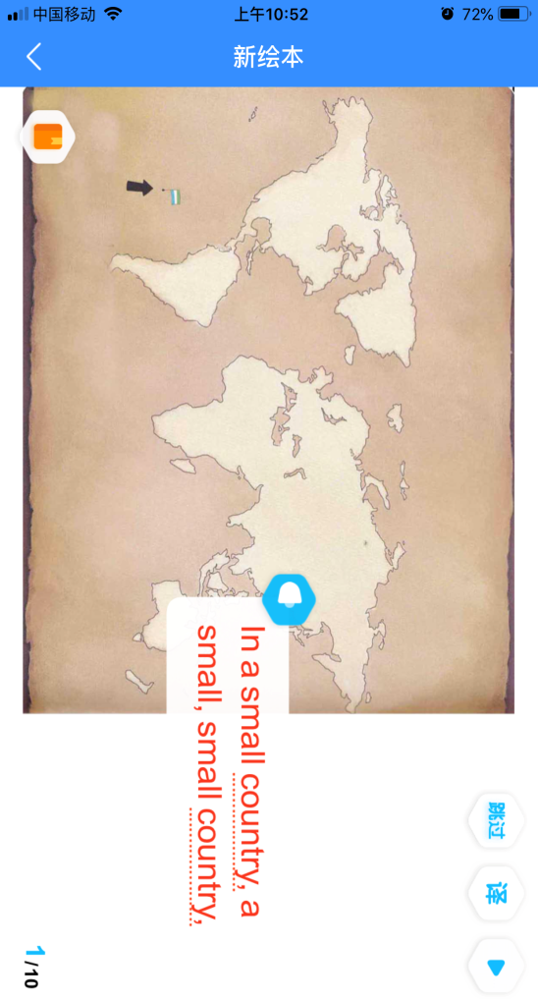 中国移动 上午10:52 72%
新绘本
In a small country, a
small, small country,
跳过
译
1/10